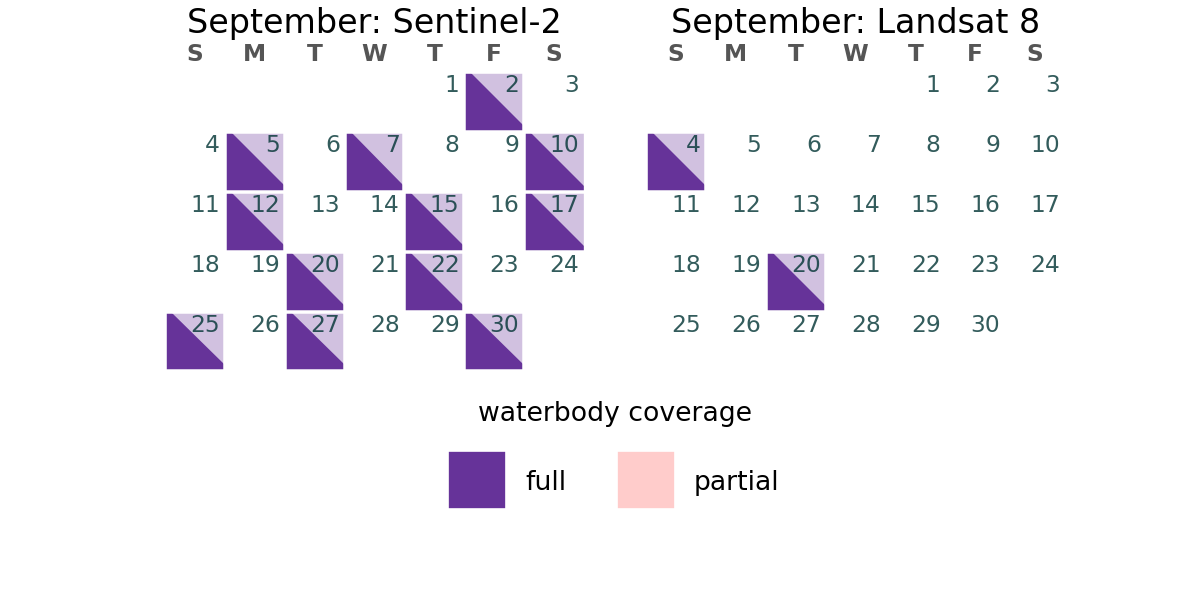 September: Sentinel-2
S M T W T F S
1 2 3
4 5 6 7 8 9 10
11 12 13 14 15 16 17
18 19 20 21 22 23 24
25 26 27 28 29 30
September: Landsat 8
S M T W T F S
1 2 3
4 5 6 7 8 9 10
11 12 13 14 15 16 17
18 19 20 21 22 23 24
25 26 27 28 29 30
waterbody coverage
full partial